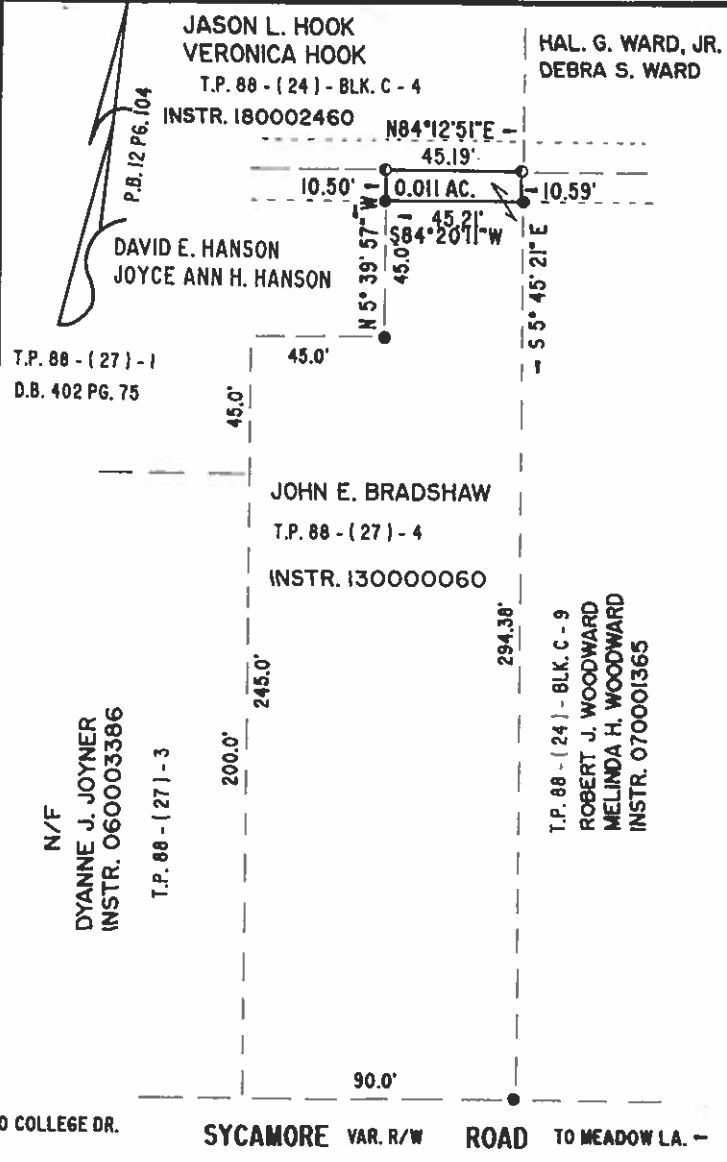 JASON L. HOOK
VERONICA HOOK
T.P. 88 - ( 24 ) - BLK. C - 4
INSTR. 180002460
HAL. G. WARD, JR.
DEBRA S. WARD
P.B. 12 PG. 104
N84°12'51"E
45.19'
10.50'
0.011 AC.
10.59'
45.21'
S84°20'11"W
N 5° 39' 57" W
45.0'
S 5° 45' 21" E
DAVID E. HANSON
JOYCE ANN H. HANSON
T.P. 88 - ( 27 ) - 1
D.B. 402 PG. 75
45.0'
45.0'
JOHN E. BRADSHAW
T.P. 88 - ( 27 ) - 4
INSTR. 130000060
294.38'
245.0'
200.0'
N/F
DYANNE J. JOYNER
INSTR. 060003386
T.P. 88 - ( 27 ) - 3
T.P. 88 - ( 24 ) - BLK. C - 9
ROBERT J. WOODWARD
MELINDA H. WOODWARD
INSTR. 070001365
90.0'
O COLLEGE DR.
SYCAMORE VAR. R/W ROAD TO MEADOW LA.